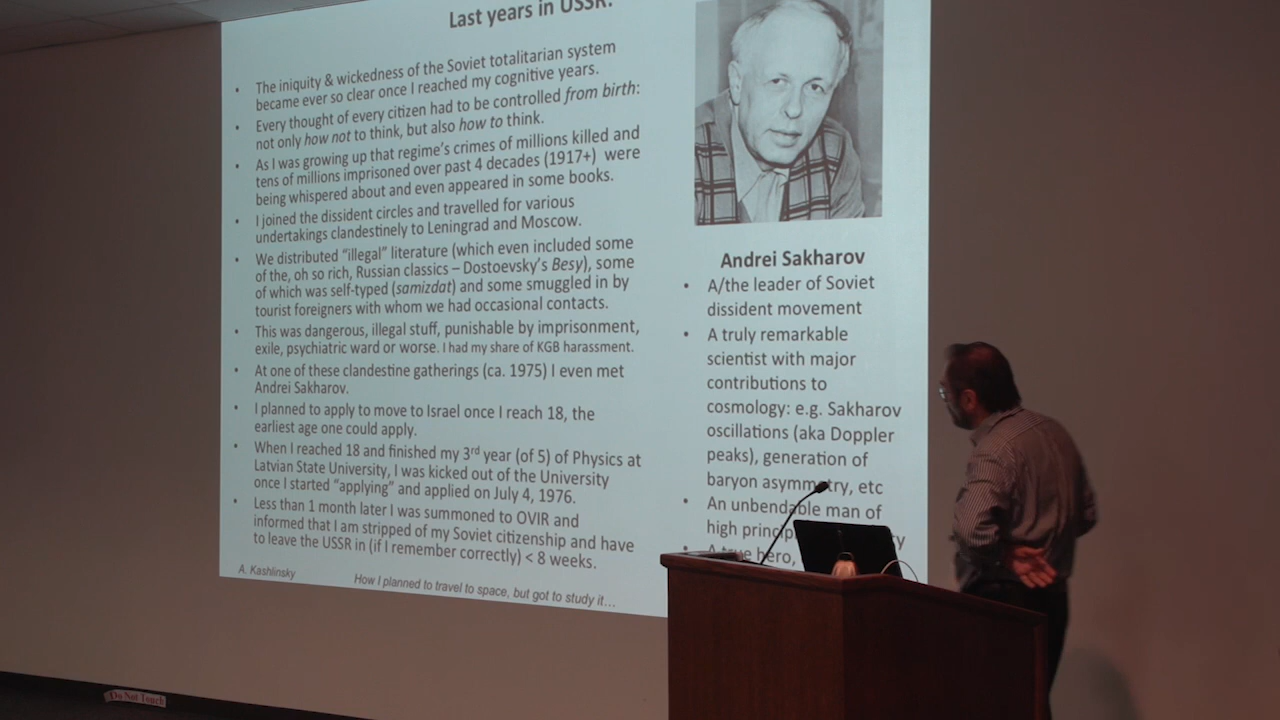 Last years in USSR.
• The iniquity & wickedness of the Soviet totalitarian system
became ever so clear once I reached my cognitive years.
• Every thought of every citizen had to be controlled from birth:
not only how not to think, but also how to think.
• As I was growing up that regime's crimes of millions killed and
tens of millions imprisoned over past 4 decades (1917+) were
being whispered about and even appeared in some books.
• I joined the dissident circles and travelled for various
undertakings clandestinely to Leningrad and Moscow.
• We distributed “illegal” literature (which even included some
of the, oh so rich, Russian classics – Dostoevsky's Besy), some
of which was self-typed (samizdat) and some smuggled in by
tourist foreigners with whom we had occasional contacts.
• This was dangerous, illegal stuff, punishable by imprisonment,
exile, psychiatric ward or worse. I had my share of KGB harassment.
• At one of these clandestine gatherings (ca. 1975) I even met
Andrei Sakharov.
• I planned to apply to move to Israel once I reach 18, the
earliest age one could apply.
• When I reached 18 and finished my 3rd year (of 5) of Physics at
Latvian State University, I was kicked out of the University
once I started “applying” and applied on July 4, 1976.
• Less than 1 month later I was summoned to OVIR and
informed that I am stripped of my Soviet citizenship and have
to leave the USSR in (if I remember correctly) < 8 weeks.
Andrei Sakharov
• A/the leader of Soviet
dissident movement
• A truly remarkable
scientist with major
contributions to
cosmology: e.g. Sakharov
oscillations (aka Doppler
peaks), generation of
baryon asymmetry, etc
• An unbendable man of
high
• A true hero,
A. Kashlinsky
How I planned to travel to space, but got to study it...
Do Not Touch